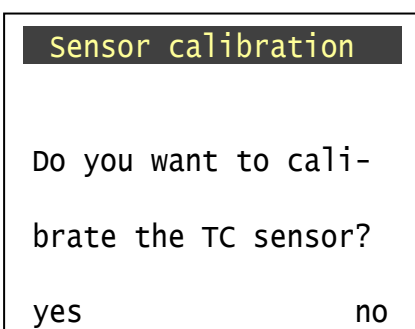 Sensor calibration
Do you want to cali-
brate the TC sensor?
yes no